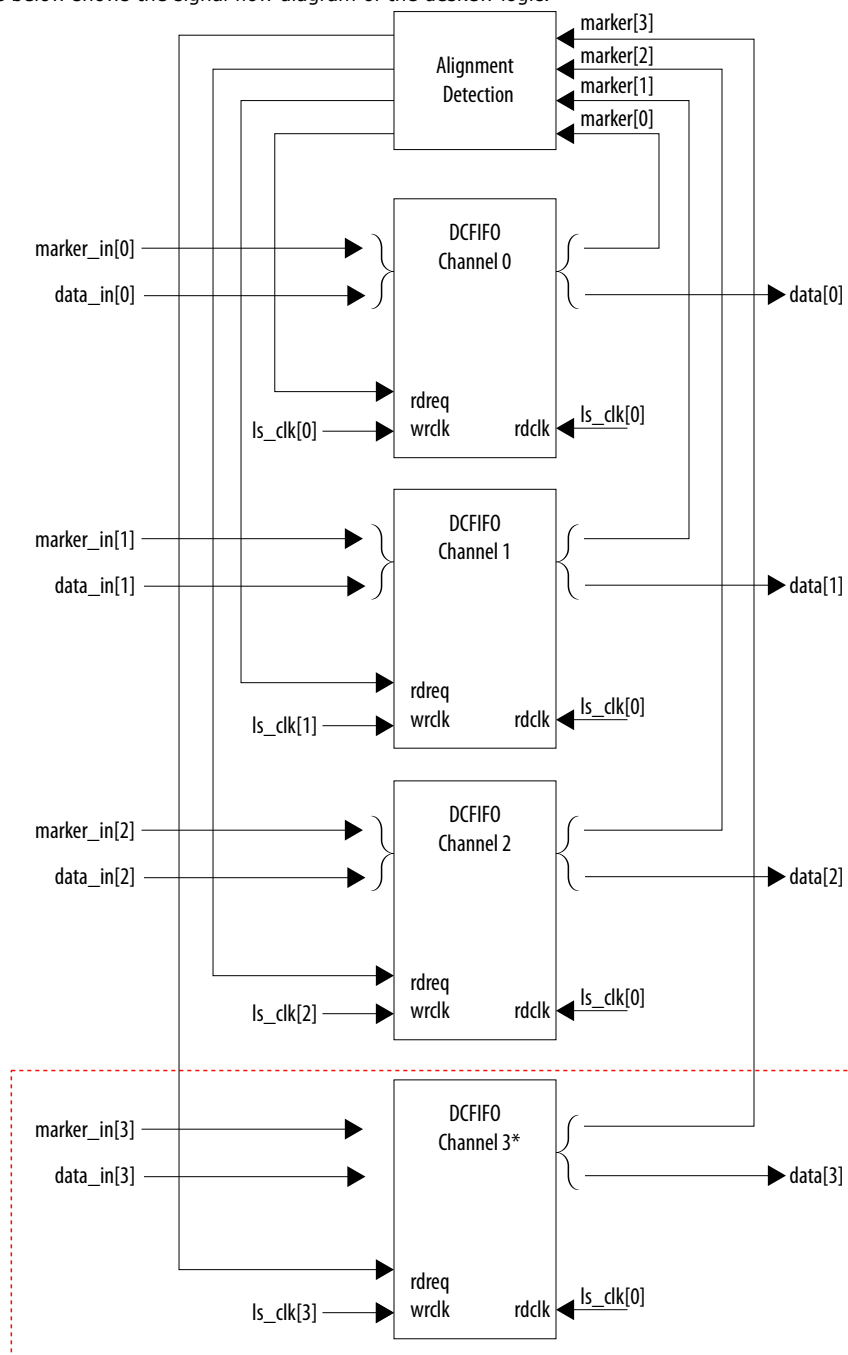 marker[3]
marker[2]
marker[1]
marker[0]
Alignment
Detection
DCFIFO
Channel 0
marker_in[0]
data_in[0]
data[0]
rdreq
ls_clk[0]
wrclk
rdclk
ls_clk[0]
DCFIFO
Channel 1
marker_in[1]
data_in[1]
data[1]
rdreq
ls_clk[1]
wrclk
rdclk
ls_clk[0]
DCFIFO
Channel 2
marker_in[2]
data_in[2]
data[2]
rdreq
ls_clk[2]
wrclk
rdclk
ls_clk[0]
DCFIFO
Channel 3*
marker_in[3]
data_in[3]
data[3]
rdreq
ls_clk[3]
wrclk
rdclk
ls_clk[0]